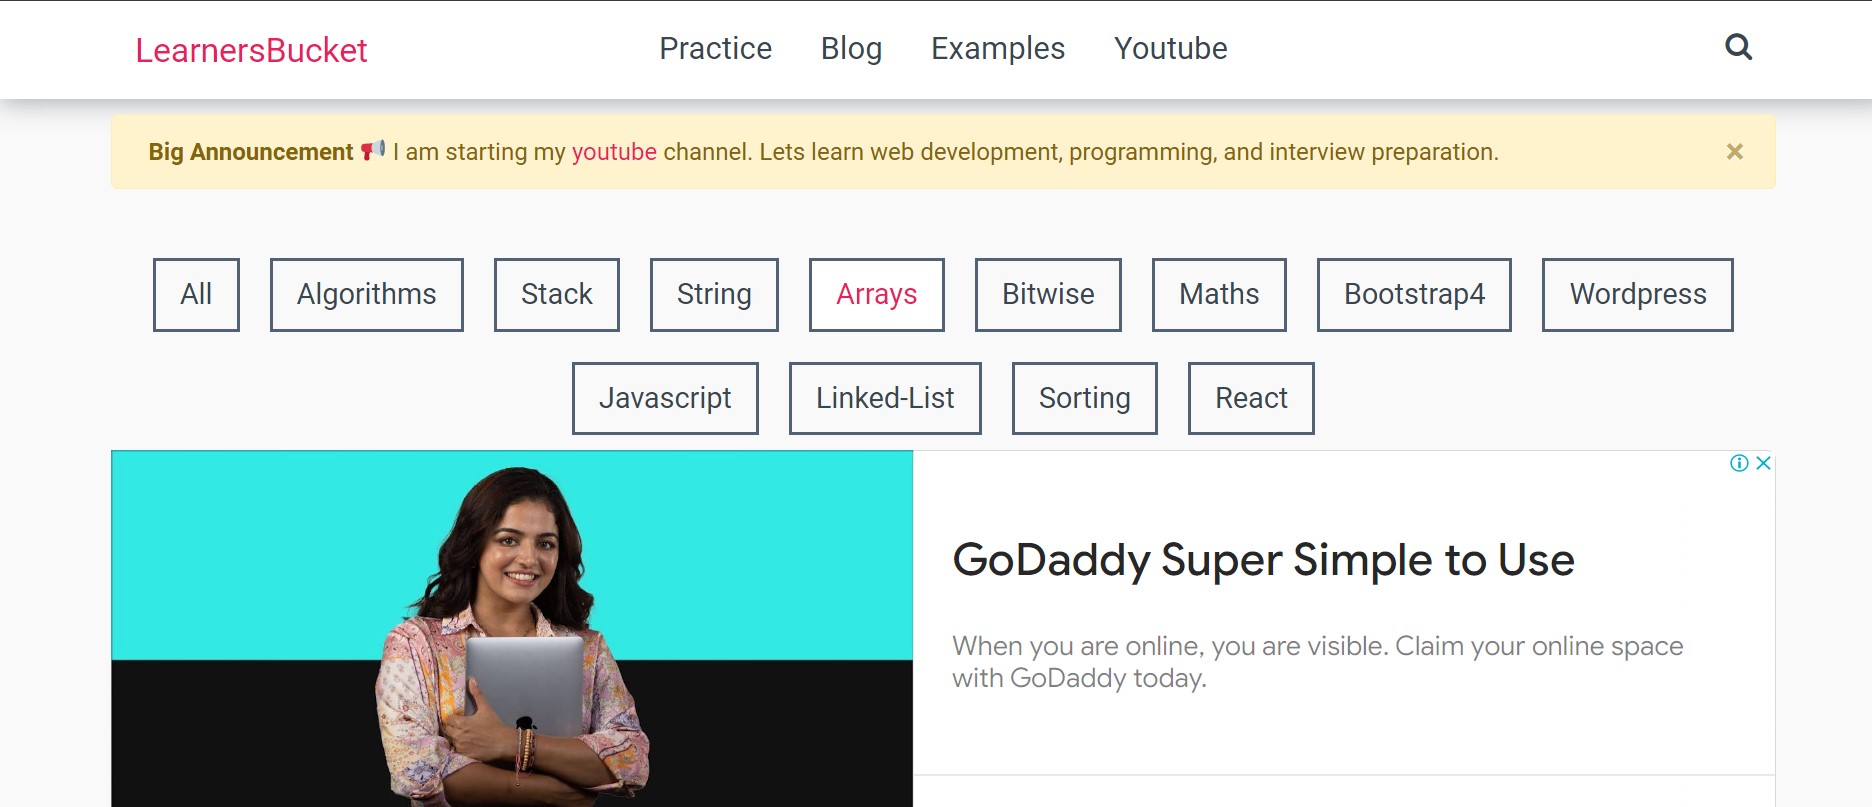 LearnersBucket Practice Blog Examples Youtube
Big Announcement 📢 I am starting my youtube channel. Lets learn web development, programming, and interview preparation. ×
All Algorithms Stack String Arrays Bitwise Maths Bootstrap4 Wordpress
Javascript Linked-List Sorting React
GoDaddy Super Simple to Use
When you are online, you are visible. Claim your online space
with GoDaddy today.